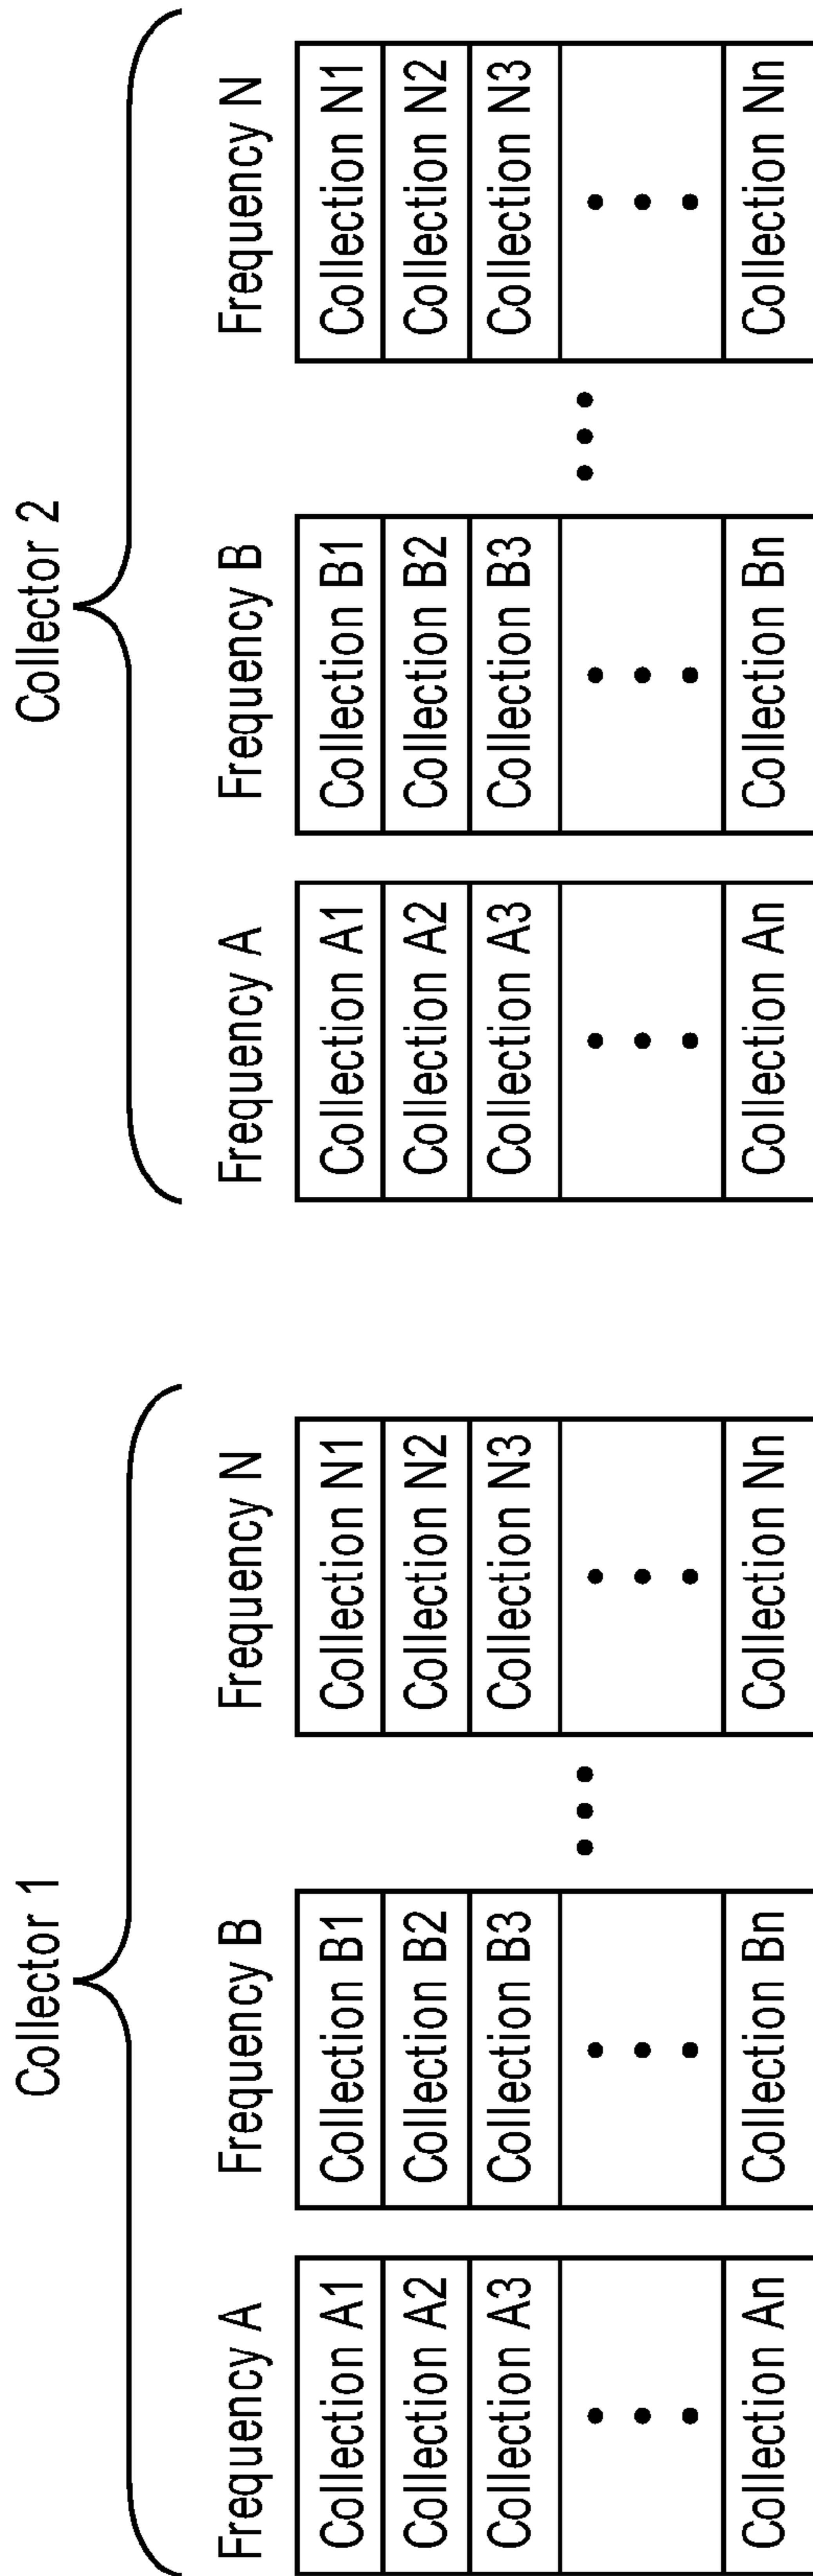 Collector 1
Frequency A
Collection A1
Collection A2
Collection A3
Collection An
Frequency B
Collection B1
Collection B2
Collection B3
Collection Bn
Frequency N
Collection N1
Collection N2
Collection N3
Collection Nn
Collector 2
Frequency A
Collection A1
Collection A2
Collection A3
Collection An
Frequency B
Collection B1
Collection B2
Collection B3
Collection Bn
Frequency N
Collection N1
Collection N2
Collection N3
Collection Nn